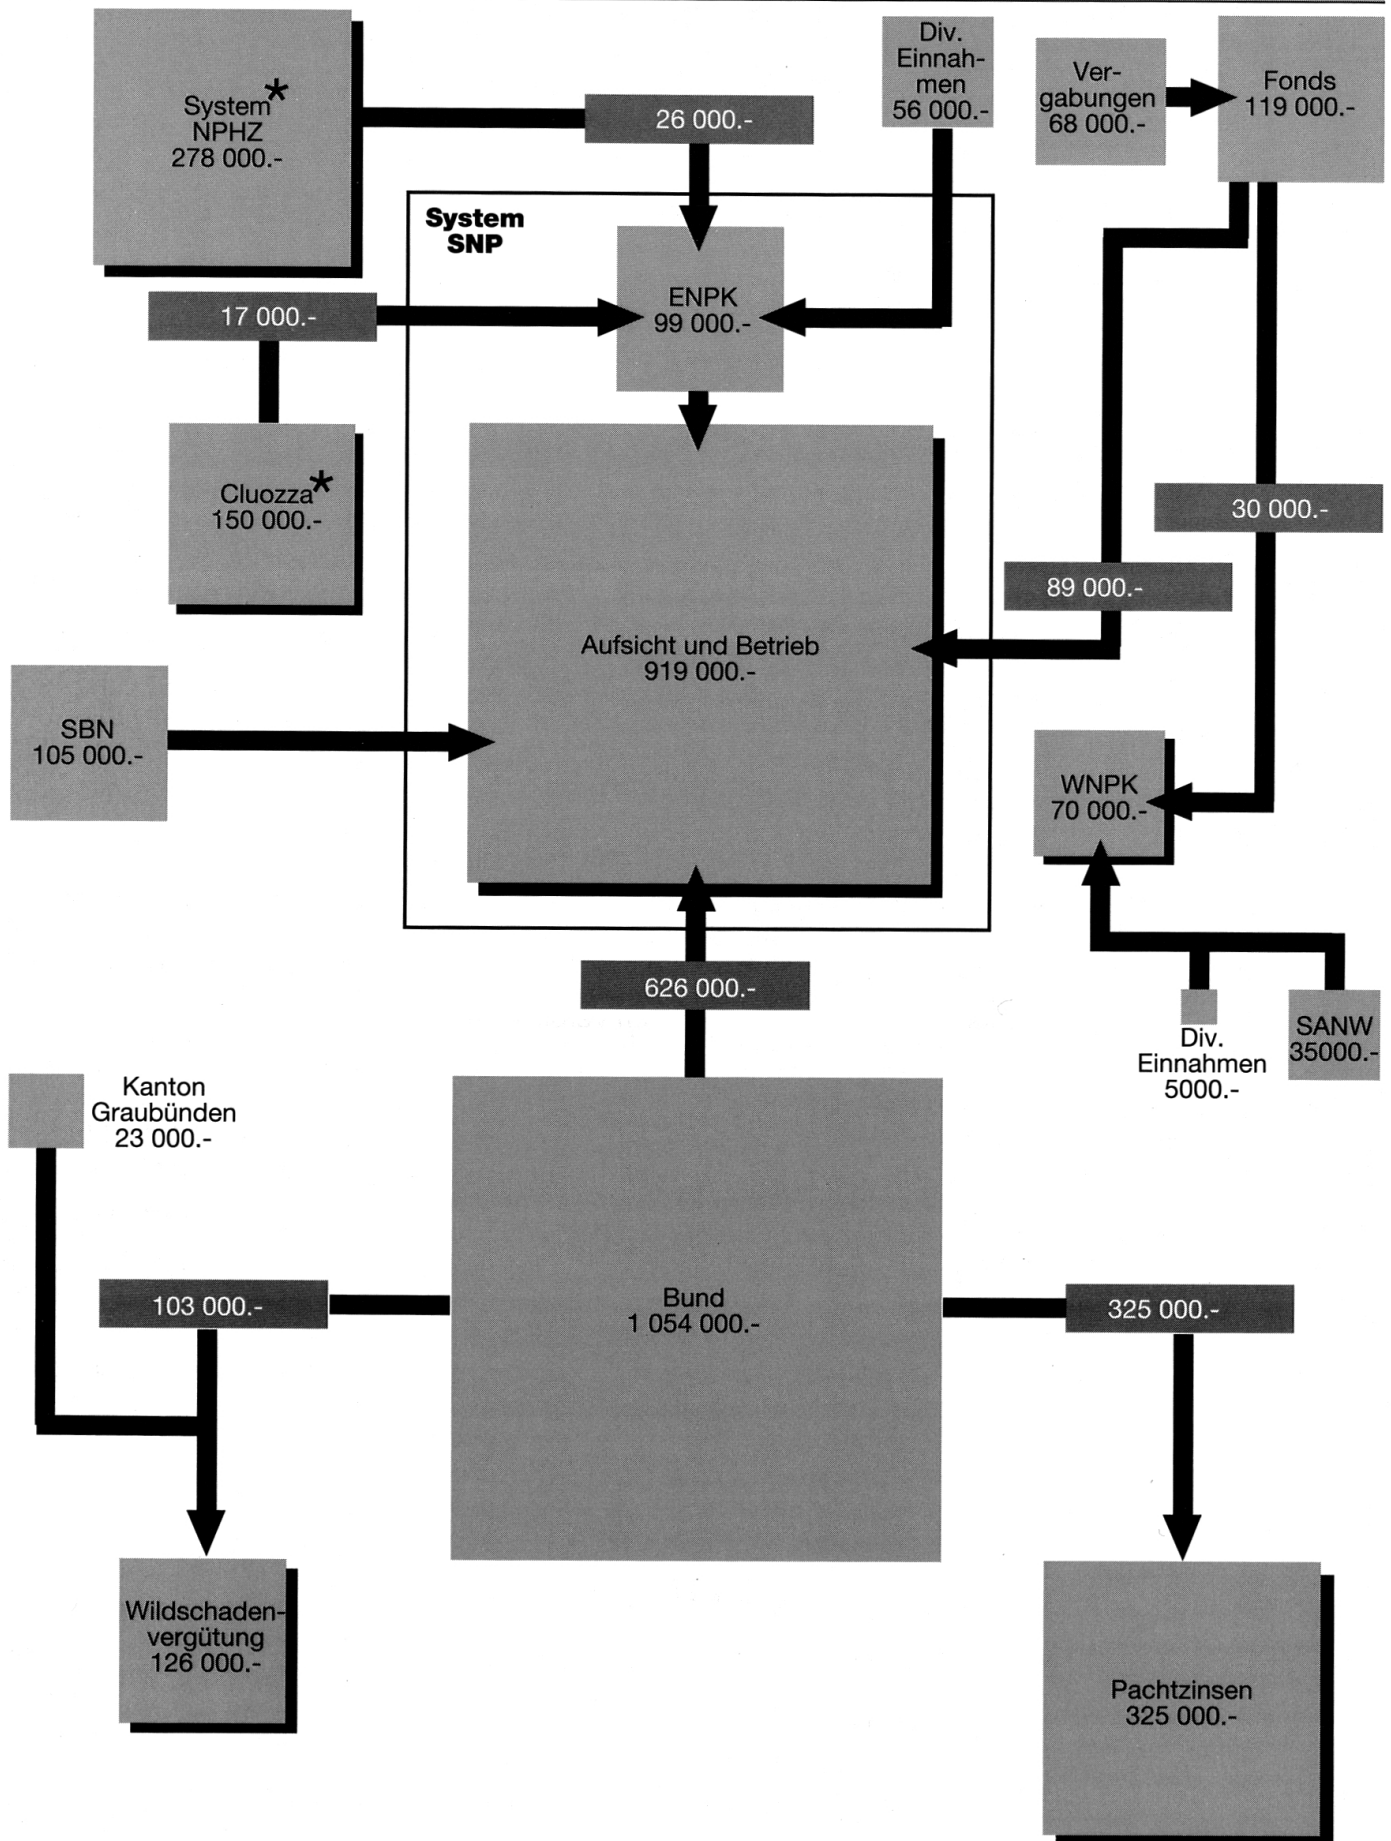 System*
NPHZ
278 000.-
26 000.-
Div.
Einnah-
men
56 000.-
Ver-
gabungen
68 000.-
Fonds
119 000.-
System
SNP
ENPK
99 000.-
17 000.-
Cluozza*
150 000.-
30 000.-
89 000.-
Aufsicht und Betrieb
919 000.-
SBN
105 000.-
WNPK
70 000.-
626 000.-
Div.
Einnahmen
5000.-
SANW
35000.-
Kanton
Graubünden
23 000.-
103 000.-
Bund
1 054 000.-
325 000.-
Wildschaden-
vergütung
126 000.-
Pachtzinsen
325 000.-